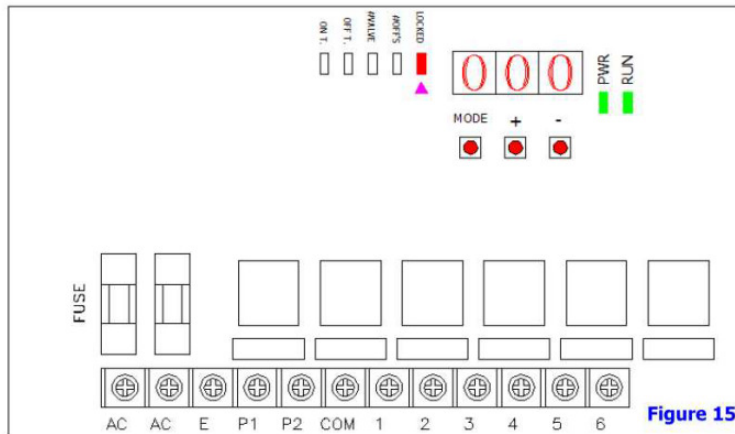 ON T.
OFF T.
#VALVE
#OFF'S
LOCKED
000
PWR
RUN
MODE + -
FUSE
AC AC E P1 P2 COM 1 2 3 4 5 6
Figure 15